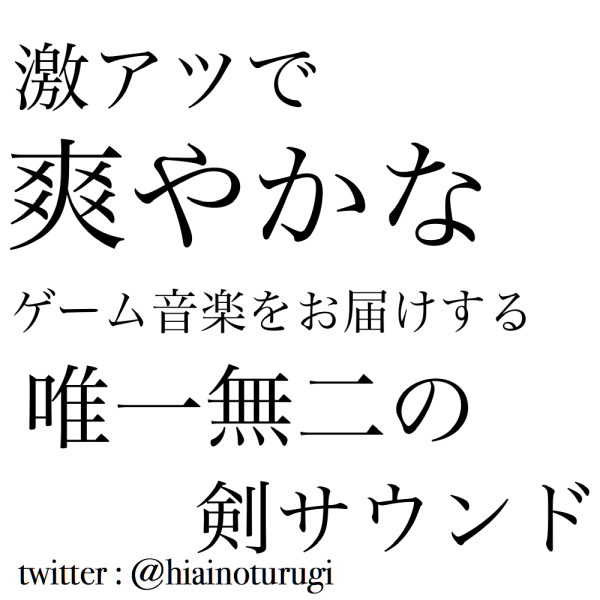 激アツで
爽やかな
ゲーム音楽をお届けする
唯一無二の
剣サウンド
twitter : @hiainoturugi